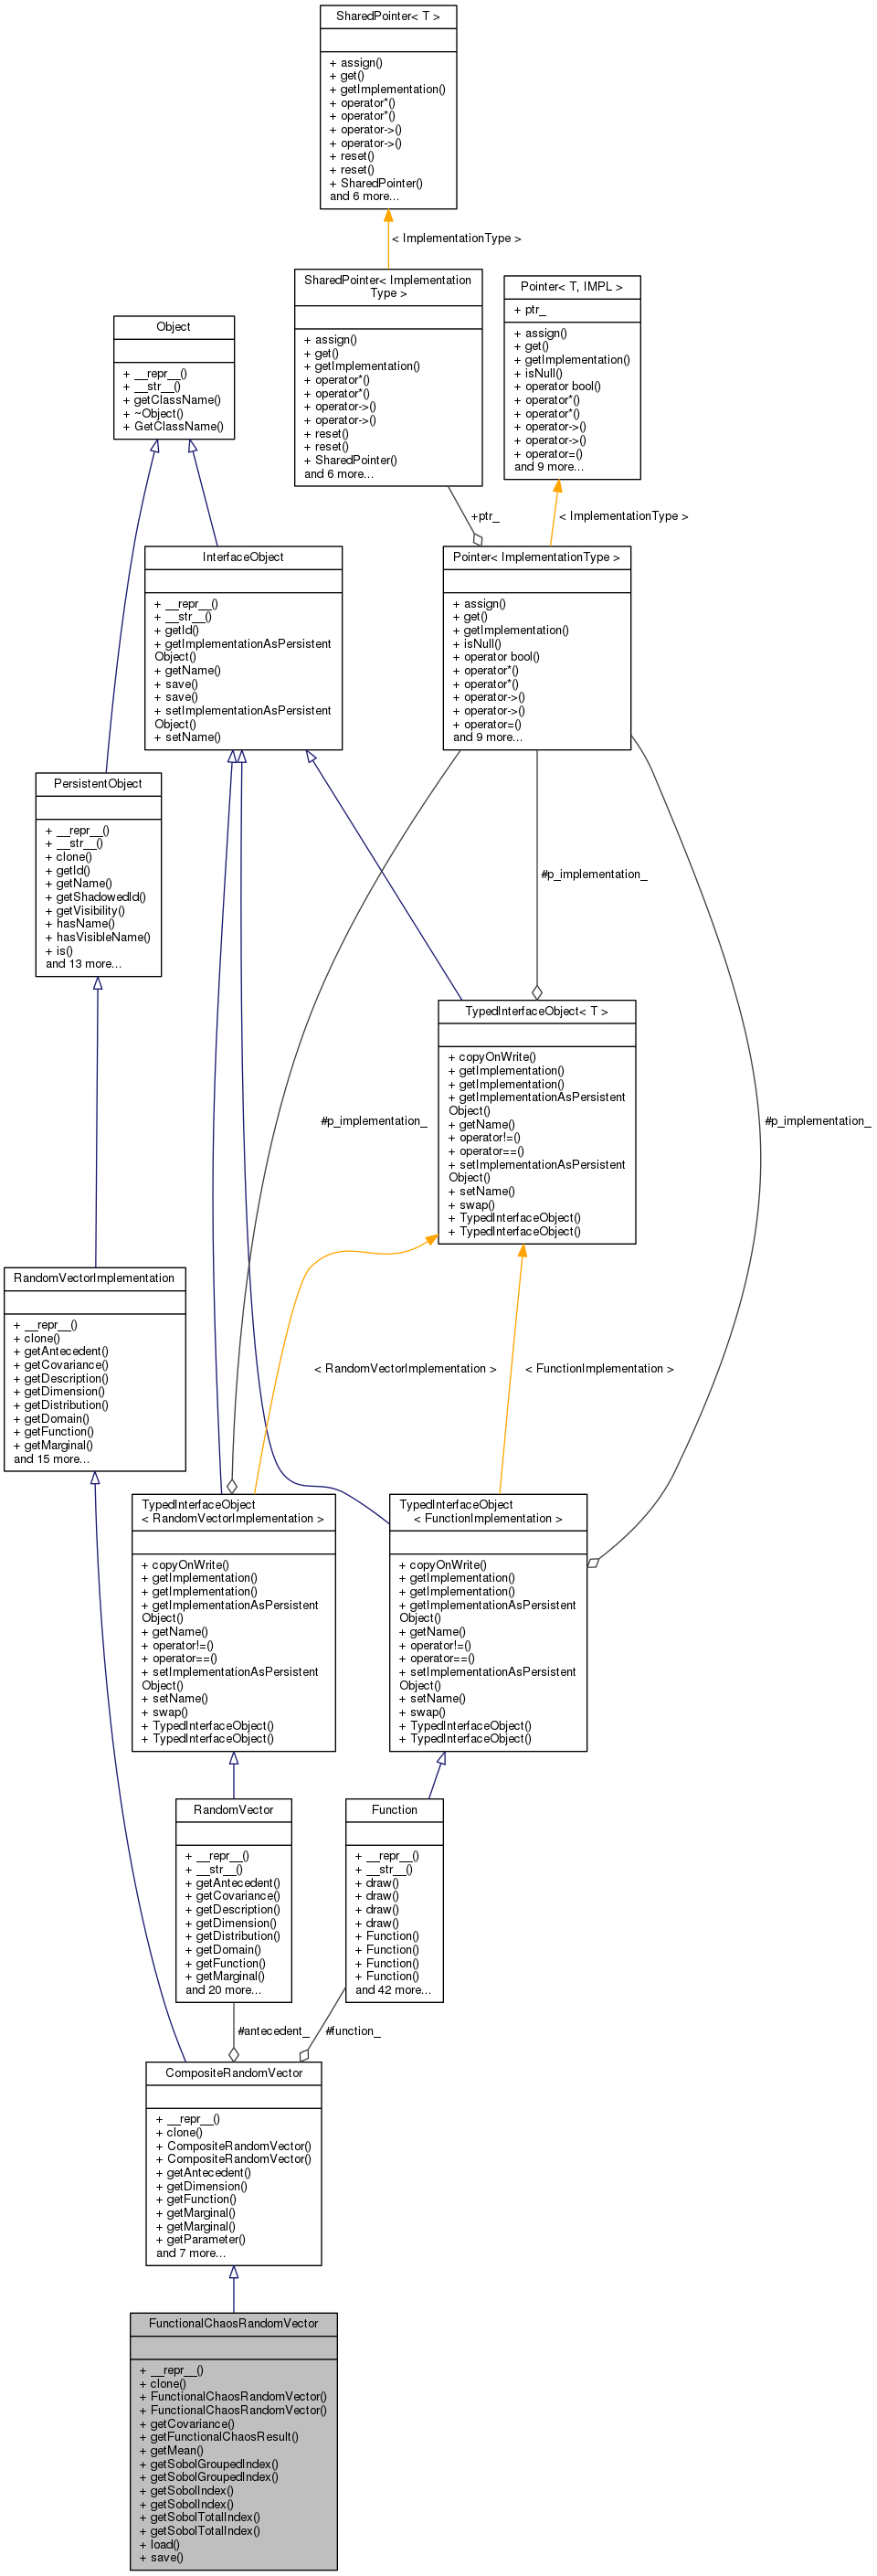 SharedPointer< T >
+ assign()
+ get()
+ getImplementation()
+ operator*()
+ operator*()
+ operator->()
+ operator->()
+ reset()
+ reset()
+ SharedPointer()
and 6 more...
< ImplementationType >
SharedPointer< Implementation
Type >
+ assign()
+ get()
+ getImplementation()
+ operator*()
+ operator*()
+ operator->()
+ operator->()
+ reset()
+ reset()
+ SharedPointer()
and 6 more...
Pointer< T, IMPL >
+ ptr_
+ assign()
+ get()
+ getImplementation()
+ isNull()
+ operator bool()
+ operator*()
+ operator*()
+ operator->()
+ operator->()
+ operator=()
and 9 more...
Object
+ __repr__()
+ __str__()
+ getClassName()
+ ~Object()
+ GetClassName()
+ptr_
< ImplementationType >
InterfaceObject
+ __repr__()
+ __str__()
+ getId()
+ getImplementationAsPersistent
Object()
+ getName()
+ save()
+ save()
+ setImplementationAsPersistent
Object()
+ setName()
Pointer< ImplementationType >
+ assign()
+ get()
+ getImplementation()
+ isNull()
+ operator bool()
+ operator*()
+ operator*()
+ operator->()
+ operator->()
+ operator=()
and 9 more...
PersistentObject
+ __repr__()
+ __str__()
+ clone()
+ getId()
+ getName()
+ getShadowedId()
+ getVisibility()
+ hasName()
+ hasVisibleName()
+ is()
and 13 more...
#p_implementation_
TypedInterfaceObject< T >
+ copyOnWrite()
+ getImplementation()
+ getImplementation()
+ getImplementationAsPersistent
Object()
+ getName()
+ operator!=()
+ operator==()
+ setImplementationAsPersistent
Object()
+ setName()
+ swap()
+ TypedInterfaceObject()
+ TypedInterfaceObject()
#p_implementation_
#p_implementation_
RandomVectorImplementation
+ __repr__()
+ clone()
+ getAntecedent()
+ getCovariance()
+ getDescription()
+ getDimension()
+ getDistribution()
+ getDomain()
+ getFunction()
+ getMarginal()
and 15 more...
< RandomVectorImplementation >
< FunctionImplementation >
TypedInterfaceObject
< RandomVectorImplementation >
+ copyOnWrite()
+ getImplementation()
+ getImplementation()
+ getImplementationAsPersistent
Object()
+ getName()
+ operator!=()
+ operator==()
+ setImplementationAsPersistent
Object()
+ setName()
+ swap()
+ TypedInterfaceObject()
+ TypedInterfaceObject()
TypedInterfaceObject
< FunctionImplementation >
+ copyOnWrite()
+ getImplementation()
+ getImplementation()
+ getImplementationAsPersistent
Object()
+ getName()
+ operator!=()
+ operator==()
+ setImplementationAsPersistent
Object()
+ setName()
+ swap()
+ TypedInterfaceObject()
+ TypedInterfaceObject()
RandomVector
+ __repr__()
+ __str__()
+ getAntecedent()
+ getCovariance()
+ getDescription()
+ getDimension()
+ getDistribution()
+ getDomain()
+ getFunction()
+ getMarginal()
and 20 more...
Function
+ __repr__()
+ __str__()
+ draw()
+ draw()
+ draw()
+ draw()
+ Function()
+ Function()
+ Function()
+ Function()
and 42 more...
#antecedent_
#function_
CompositeRandomVector
+ __repr__()
+ clone()
+ CompositeRandomVector()
+ CompositeRandomVector()
+ getAntecedent()
+ getDimension()
+ getFunction()
+ getMarginal()
+ getMarginal()
+ getParameter()
and 7 more...
FunctionalChaosRandomVector
+ __repr__()
+ clone()
+ FunctionalChaosRandomVector()
+ FunctionalChaosRandomVector()
+ getCovariance()
+ getFunctionalChaosResult()
+ getMean()
+ getSobolGroupedIndex()
+ getSobolGroupedIndex()
+ getSobolIndex()
+ getSobolIndex()
+ getSobolTotalIndex()
+ getSobolTotalIndex()
+ load()
+ save()